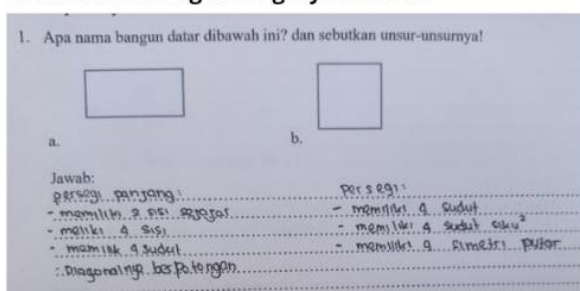 1. Apa nama bangun datar dibawah ini? dan sebutkan unsur-unsurnya!
a. b.
Jawab:
persegi panjang: persegi:
- memiliki 2 sisi sejajar - memiliki 4 sudut
- meliki 4 sisi - memiliki 4 sudut siku²
- memiliki 4 sudut - memiliki 4 simetri putar
- Diagonalnya berpotongan